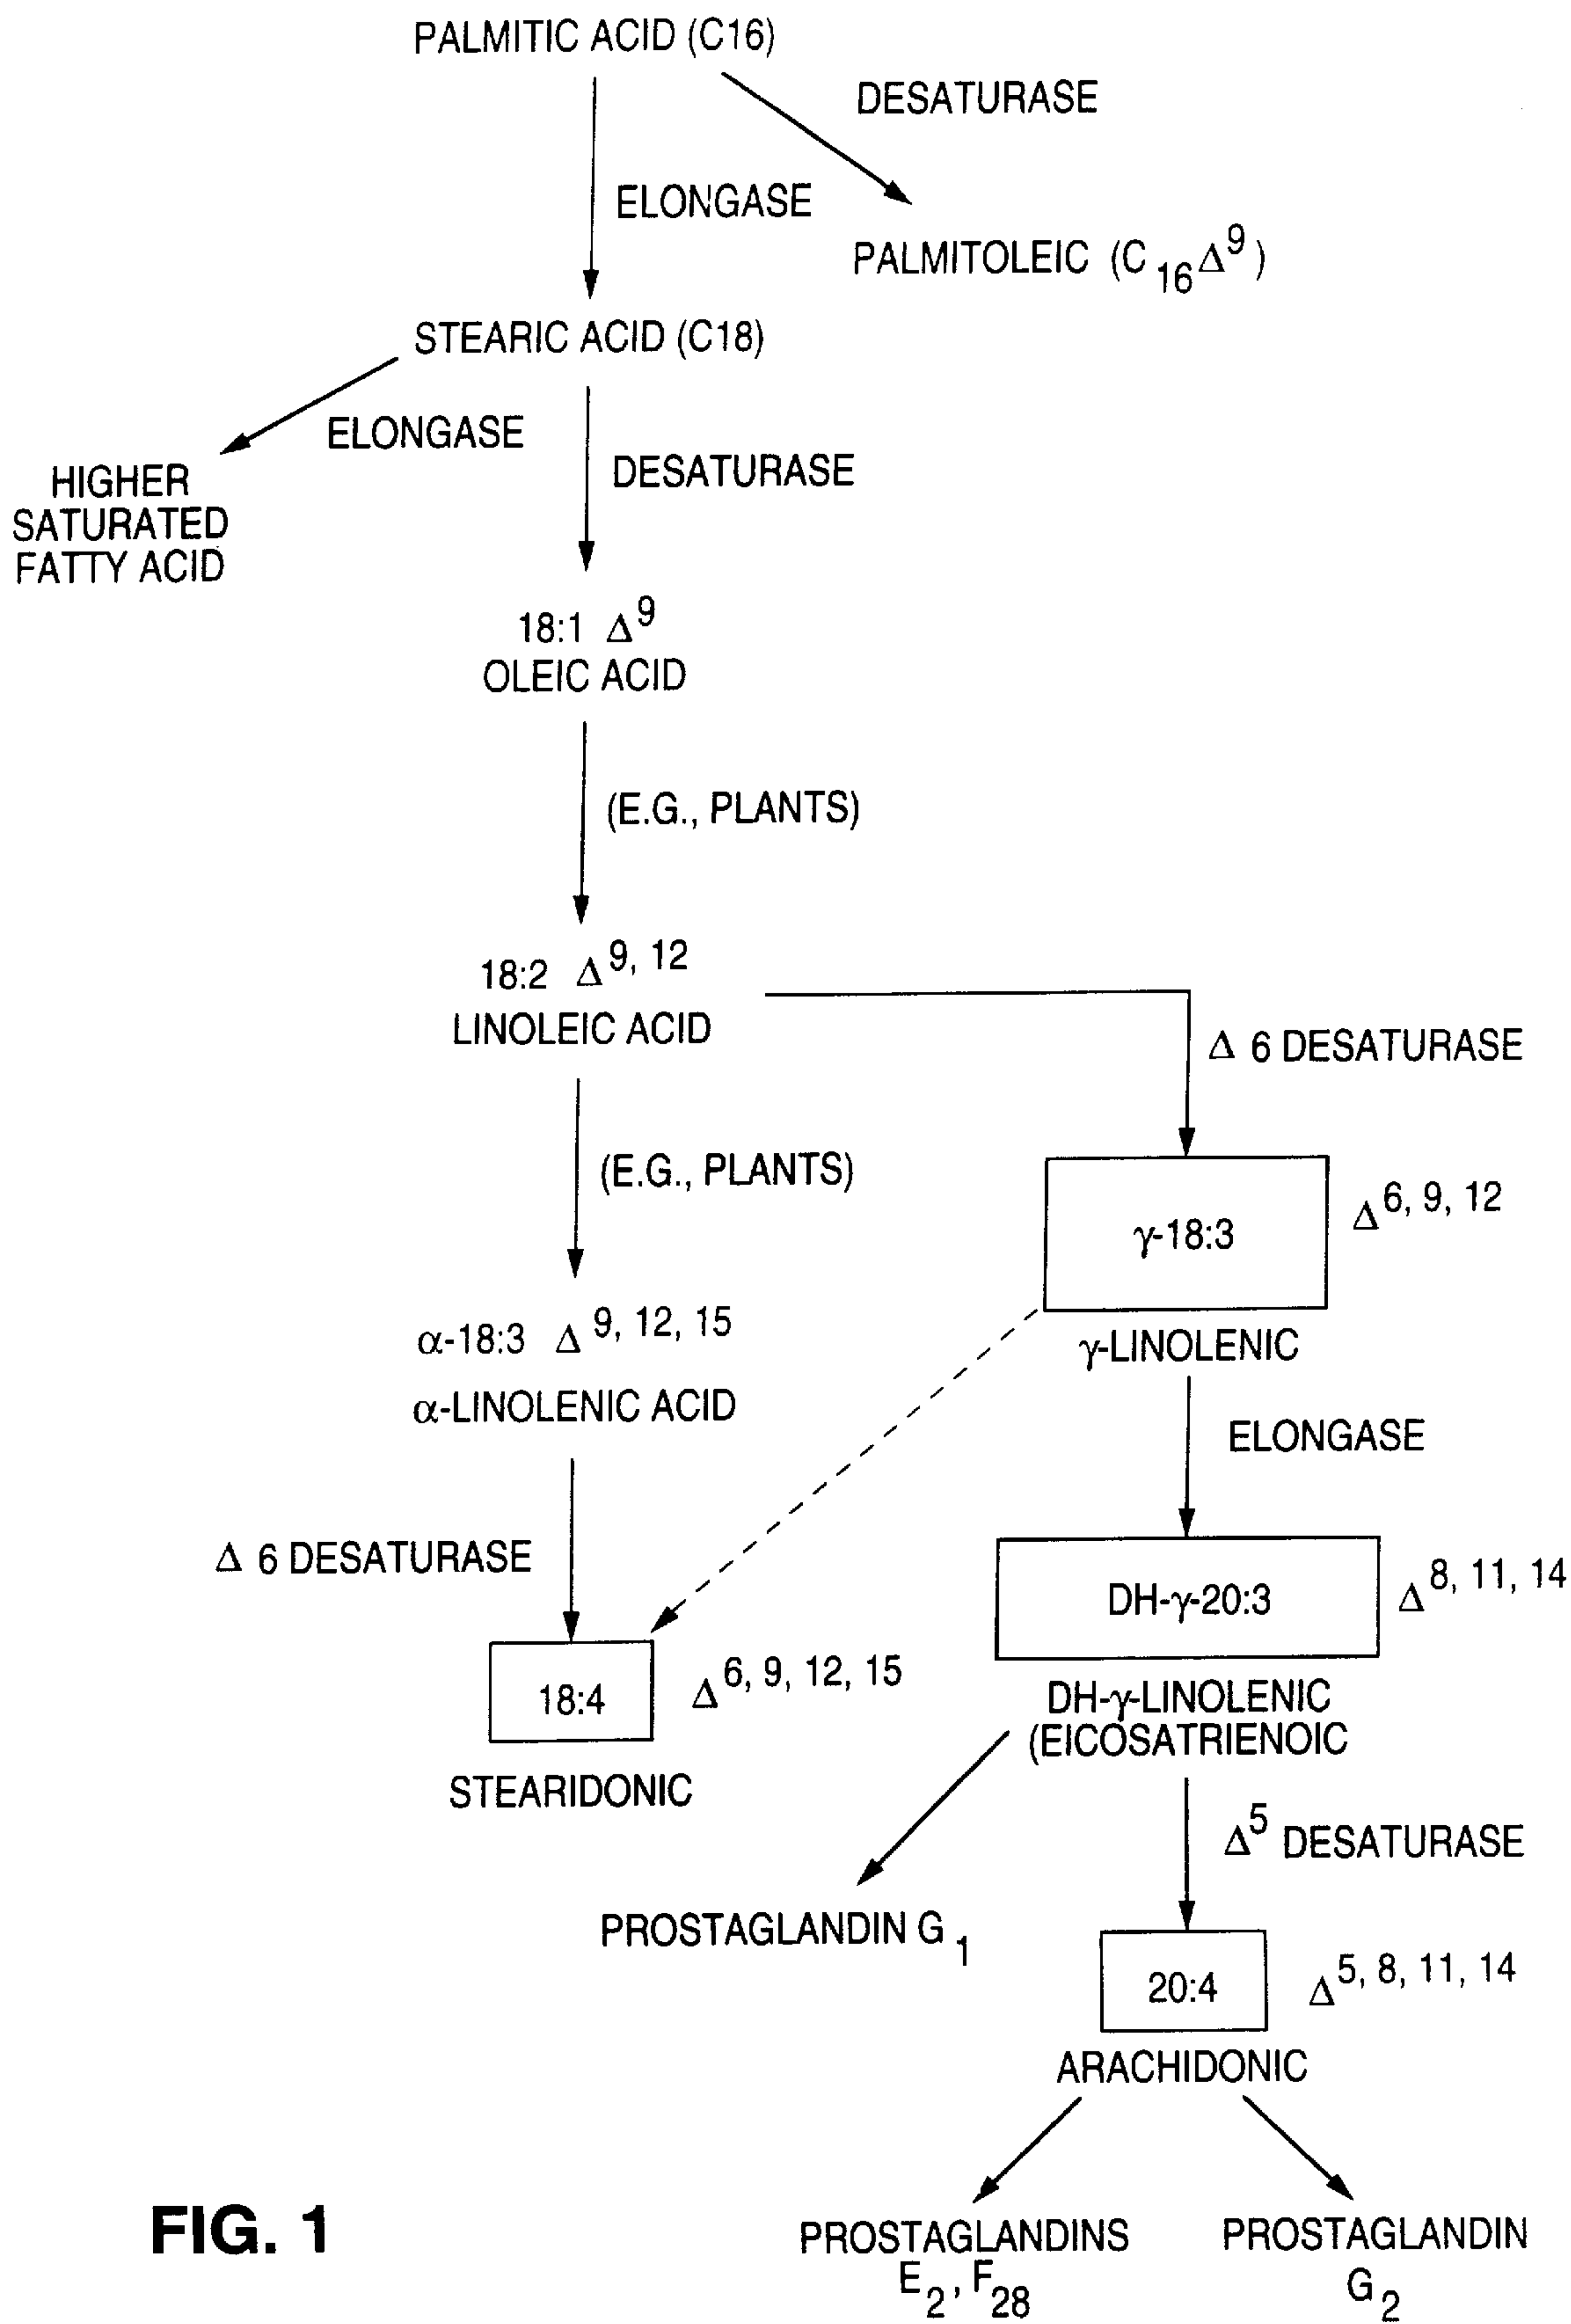 PALMITIC ACID (C16)
DESATURASE
ELONGASE
PALMITOLEIC (C₁₆Δ⁹)
STEARIC ACID (C18)
ELONGASE
DESATURASE
HIGHER
SATURATED
FATTY ACID
18:1 Δ⁹
OLEIC ACID
(E.G., PLANTS)
18:2 Δ⁹, ¹²
LINOLEIC ACID
Δ 6 DESATURASE
(E.G., PLANTS)
γ-18:3 Δ⁶, ⁹, ¹²
γ-LINOLENIC
α-18:3 Δ⁹, ¹², ¹⁵
α-LINOLENIC ACID
ELONGASE
Δ 6 DESATURASE
DH-γ-20:3 Δ⁸, ¹¹, ¹⁴
18:4 Δ⁶, ⁹, ¹², ¹⁵
DH-γ-LINOLENIC
(EICOSATRIENOIC
STEARIDONIC
Δ⁵ DESATURASE
PROSTAGLANDIN G₁
20:4 Δ⁵, ⁸, ¹¹, ¹⁴
ARACHIDONIC
PROSTAGLANDINS
E₂, F₂₈
PROSTAGLANDIN
G₂
FIG. 1